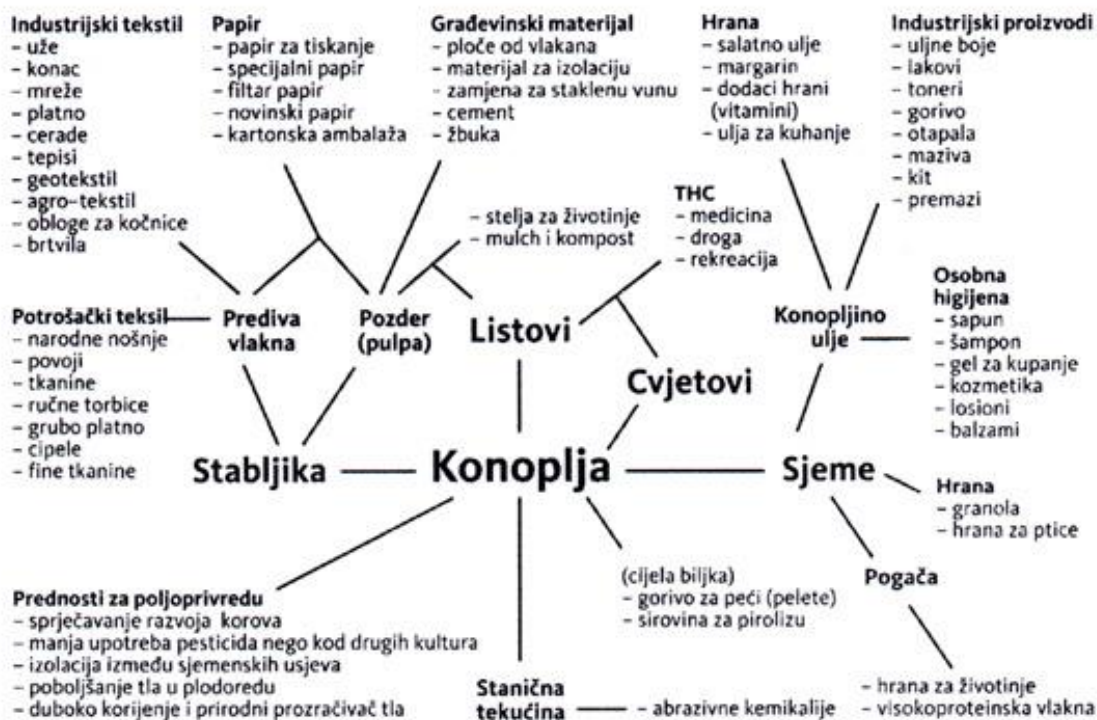 Industrijski tekstil
– uže
– konac
– mreže
– platno
– cerade
– tepisi
– geotekstil
– agro-tekstil
– obloge za kočnice
– brtvila
Papir
– papir za tiskanje
– specijalni papir
– filtar papir
– novinski papir
– kartonska ambalaža
Građevinski materijal
– ploče od vlakana
– materijal za izolaciju
– zamjena za staklenu vunu
– cement
– žbuka
Hrana
– salatno ulje
– margarin
– dodaci hrani
(vitamini)
– ulja za kuhanje
Industrijski proizvodi
– uljne boje
– lakovi
– toneri
– gorivo
– otapala
– maziva
– kit
– premazi
– stelja za životinje
– mulch i kompost
THC
– medicina
– droga
– rekreacija
Potrošački teksil
– narodne nošnje
– povoji
– tkanine
– ručne torbice
– grubo platno
– cipele
– fine tkanine
Prediva
vlakna
Pozder
(pulpa)
Listovi
Cvjetovi
Konopljino
ulje
Osobna
higijena
– sapun
– šampon
– gel za kupanje
– kozmetika
– losioni
– balzami
Stabljika
Konoplja
Sjeme
Hrana
– granola
– hrana za ptice
Prednosti za poljoprivredu
– sprječavanje razvoja korova
– manja upotreba pesticida nego kod drugih kultura
– izolacija između sjemenskih usjeva
– poboljšanje tla u plodoredu
– duboko korijenje i prirodni prozračivač tla
(cijela biljka)
– gorivo za peći (pelete)
– sirovina za pirolizu
Pogača
Stanična
tekućina
– abrazivne kemikalije
– hrana za životinje
– visokoproteinska vlakna